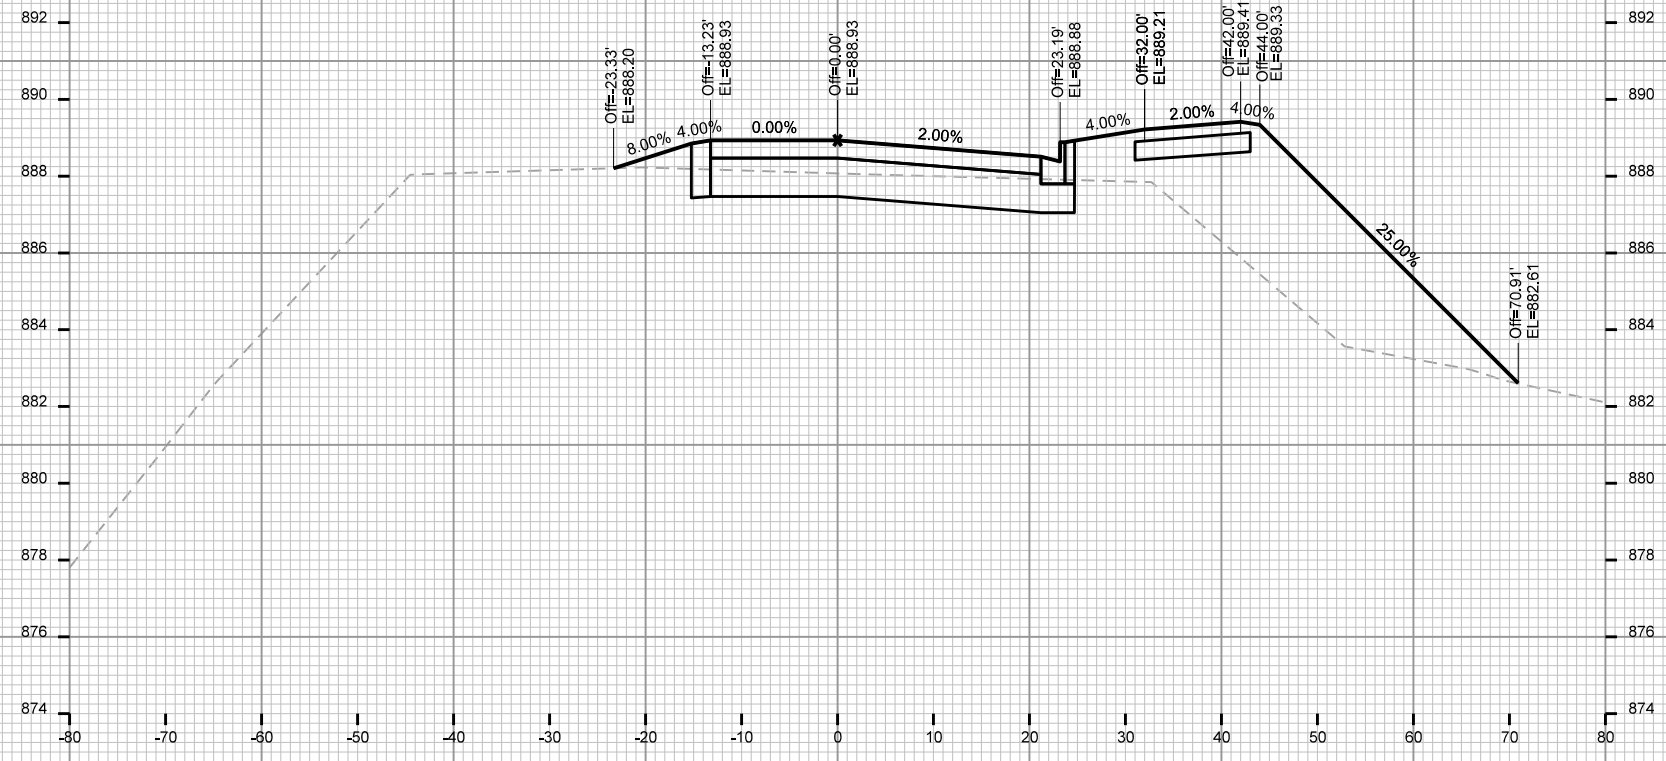 Off=-23.33'
EL=888.20
Off=-13.23'
EL=888.93
Off=0.00'
EL=888.93
Off=23.19'
EL=888.88
Off=32.00'
EL=889.21
Off=42.00'
EL=889.41
Off=44.00'
EL=889.33
Off=70.91'
EL=882.61
8.00%
4.00%
0.00%
2.00%
4.00%
2.00%
4.00%
25.00%
892
890
888
886
884
882
880
878
876
874
892
890
888
886
884
882
880
878
876
874
-80 -70 -60 -50 -40 -30 -20 -10 0 10 20 30 40 50 60 70 80